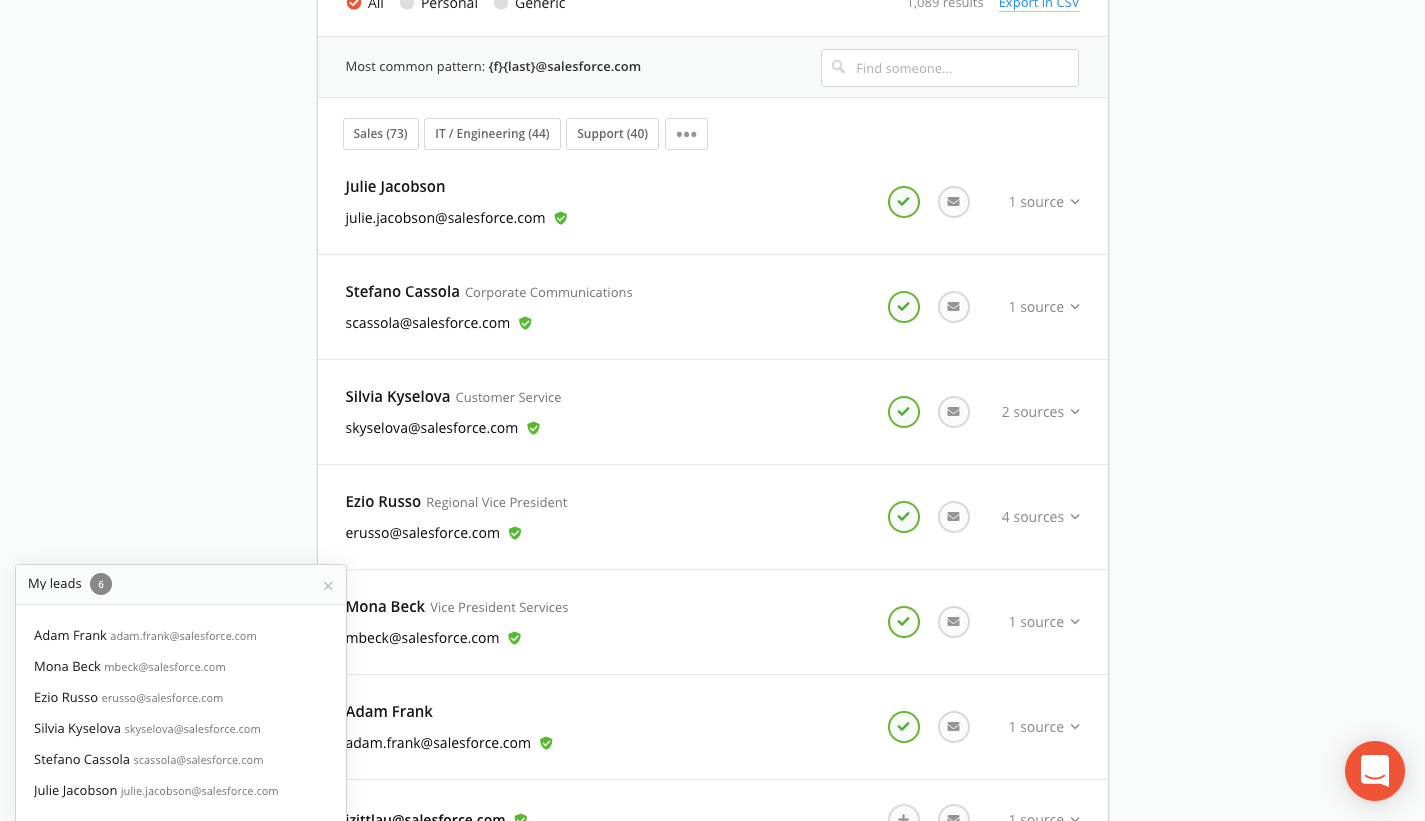 All Personal Generic 1,089 results Export in CSV
Most common pattern: {f}{last}@salesforce.com Find someone...
Sales (73) IT / Engineering (44) Support (40)
Julie Jacobson
julie.jacobson@salesforce.com
1 source
Stefano Cassola Corporate Communications
scassola@salesforce.com
1 source
Silvia Kyselova Customer Service
skyselova@salesforce.com
2 sources
Ezio Russo Regional Vice President
erusso@salesforce.com
4 sources
Mona Beck Vice President Services
mbeck@salesforce.com
1 source
Adam Frank
adam.frank@salesforce.com
1 source
izittlau@salesforce.com
1 source
My leads 6
Adam Frank adam.frank@salesforce.com
Mona Beck mbeck@salesforce.com
Ezio Russo erusso@salesforce.com
Silvia Kyselova skyselova@salesforce.com
Stefano Cassola scassola@salesforce.com
Julie Jacobson julie.jacobson@salesforce.com